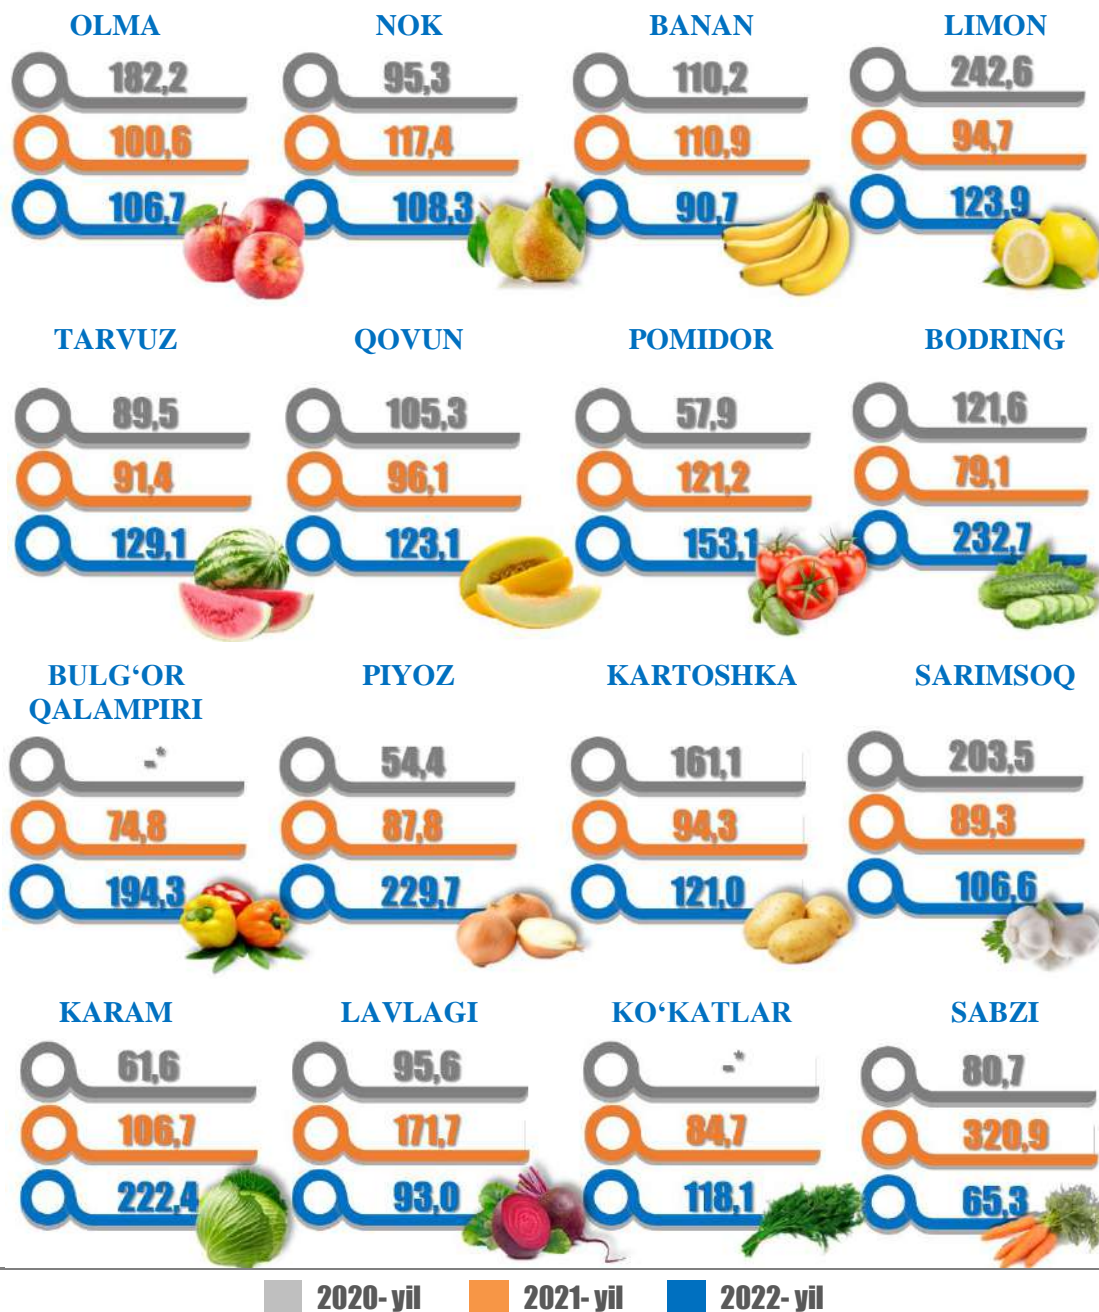 OLMA NOK BANAN LIMON
182,2 95,3 110,2 242,6
100,6 117,4 110,9 94,7
106,7 108,3 90,7 123,9
TARVUZ QOVUN POMIDOR BODRING
89,5 105,3 57,9 121,6
91,4 96,1 121,2 79,1
129,1 123,1 153,1 232,7
BULG‘OR PIYOZ KARTOSHKA SARIMSOQ
QALAMPIRI
-* 54,4 161,1 203,5
74,8 87,8 94,3 89,3
194,3 229,7 121,0 106,6
KARAM LAVLAGI KO‘KATLAR SABZI
61,6 95,6 -* 80,7
106,7 171,7 84,7 320,9
222,4 93,0 118,1 65,3
2020- yil 2021- yil 2022- yil